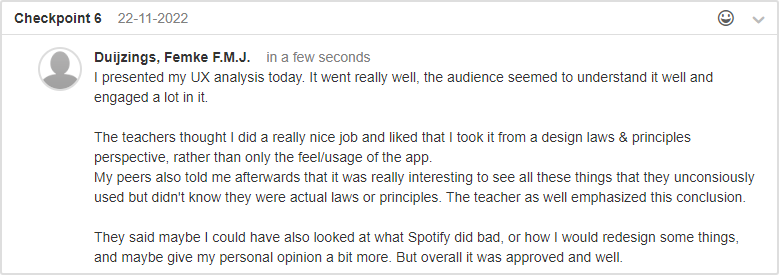 Checkpoint 6 22-11-2022
Duijzings, Femke F.M.J. in a few seconds
I presented my UX analysis today. It went really well, the audience seemed to understand it well and
engaged a lot in it.
The teachers thought I did a really nice job and liked that I took it from a design laws & principles
perspective, rather than only the feel/usage of the app.
My peers also told me afterwards that it was really interesting to see all these things that they unconsiously
used but didn't know they were actual laws or principles. The teacher as well emphasized this conclusion.
They said maybe I could have also looked at what Spotify did bad, or how I would redesign some things,
and maybe give my personal opinion a bit more. But overall it was approved and well.